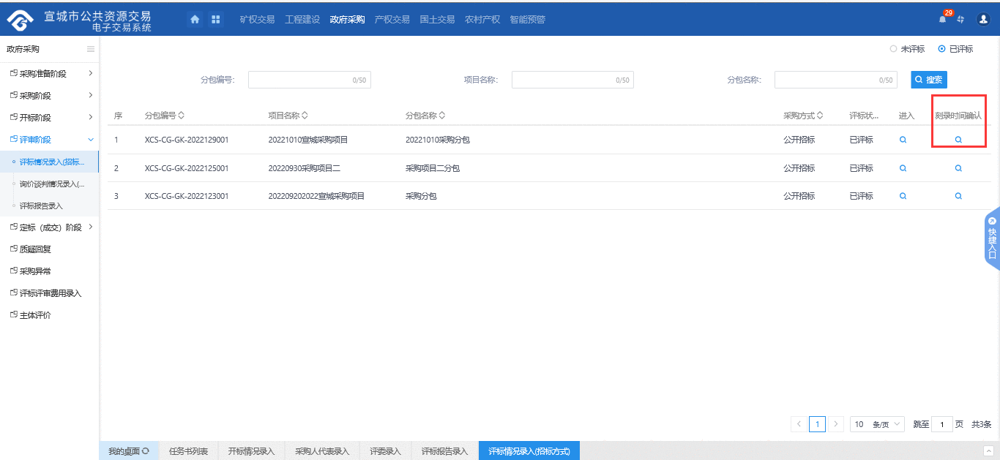 宣城市公共资源交易
电子交易系统
矿权交易 工程建设 政府采购 产权交易 国土交易 农村产权 智能预警
29
政府采购
未评标 已评标
分包编号: 0/50 项目名称: 0/50 分包名称: 0/50 搜索
采购准备阶段
采购阶段
开标阶段
评审阶段
评标情况录入(招标...
询价谈判情况录入(...
评标报告录入
定标（成交）阶段
质疑回复
采购异常
评标评审费用录入
主体评价
序 分包编号 项目名称 分包名称 采购方式 评标状... 进入 刻录时间确认
1 XCS-CG-GK-2022129001 20221010宣城采购项目 20221010采购分包 公开招标 已评标
2 XCS-CG-GK-2022125001 20220930采购项目二 采购项目二分包 公开招标 已评标
3 XCS-CG-GK-2022123001 202209202022宣城采购项目 采购分包 公开招标 已评标
快捷入口
1 10 条/页 跳至 1 页 共3条
我的桌面 任务书列表 开标情况录入 采购人代表录入 评委录入 评标报告录入 评标情况录入(招标方式)